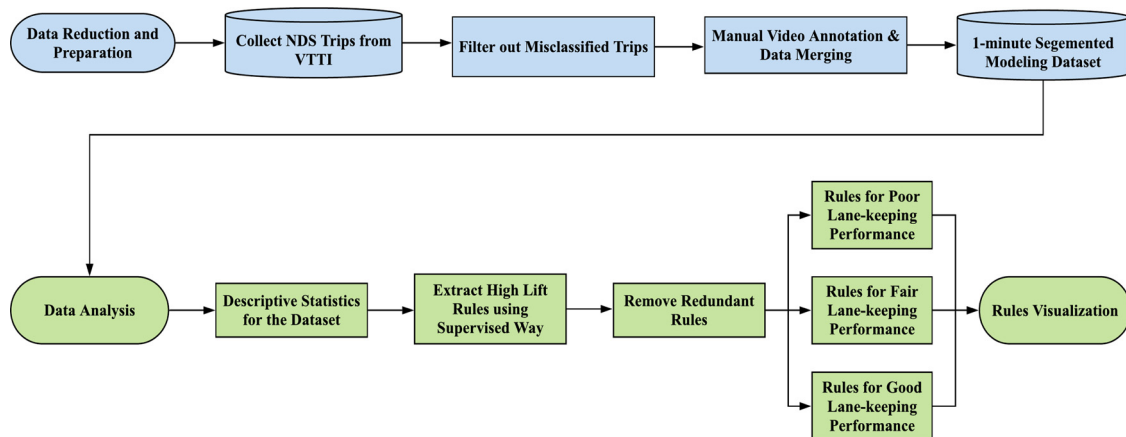 Data Reduction and
Preparation
Collect NDS Trips from
VTTI
Filter out Misclassified Trips
Manual Video Annotation &
Data Merging
1-minute Segemented
Modeling Dataset
Data Analysis
Descriptive Statistics
for the Dataset
Extract High Lift
Rules using
Supervised Way
Remove Redundant
Rules
Rules for Poor
Lane-keeping
Performance
Rules for Fair
Lane-keeping
Performance
Rules for Good
Lane-keeping
Performance
Rules Visualization